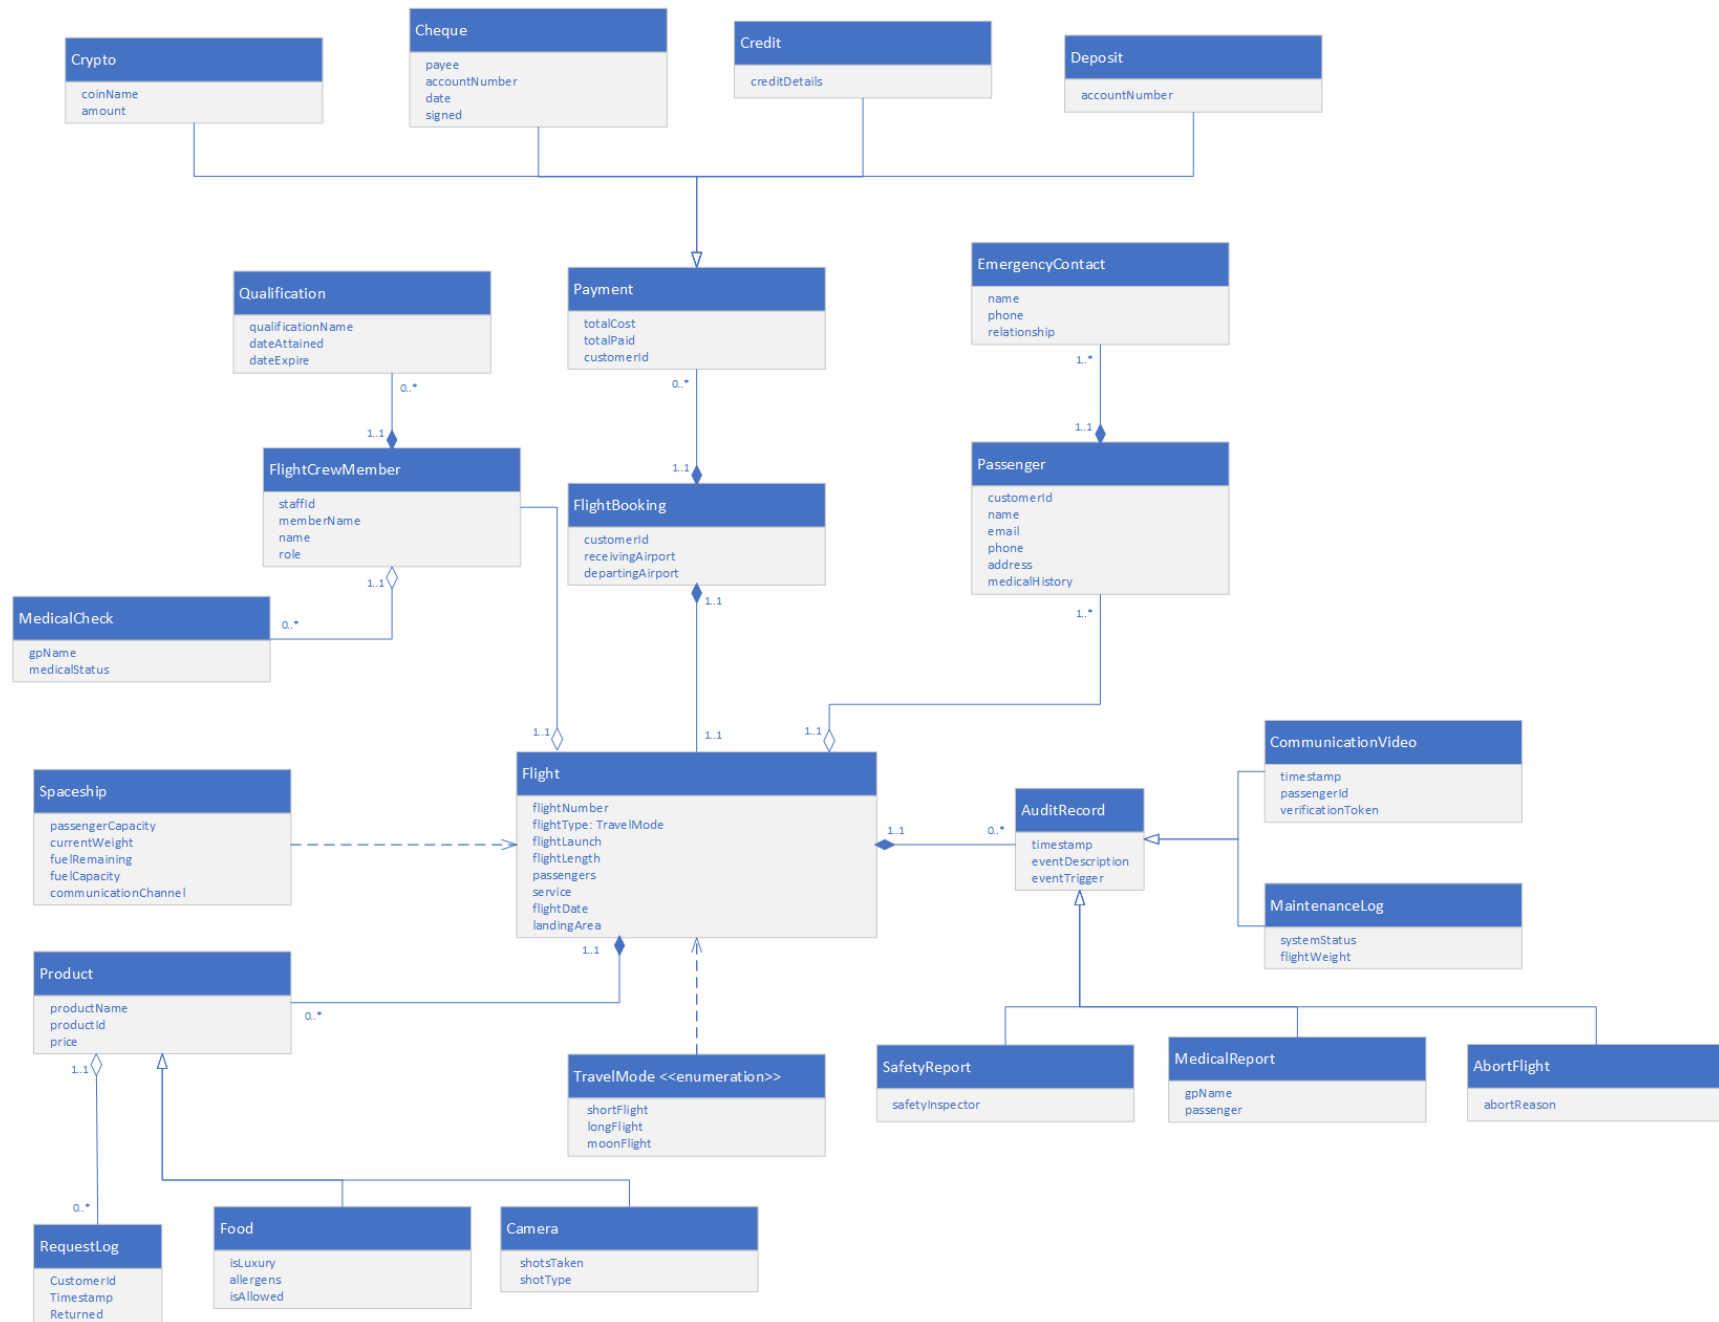 Crypto
coinName
amount
Cheque
payee
accountNumber
date
signed
Credit
creditDetails
Deposit
accountNumber
Qualification
qualificationName
dateAttained
dateExpire
0..*
1..1
Payment
totalCost
totalPaid
customerId
0..*
1..1
EmergencyContact
name
phone
relationship
1..*
1..1
FlightCrewMember
staffId
memberName
name
role
1..1
FlightBooking
customerId
receivingAirport
departingAirport
1..1
Passenger
customerId
name
email
phone
address
medicalHistory
1..*
MedicalCheck
gpName
medicalStatus
0..*
1..1
1..1
1..1
Spaceship
passengerCapacity
currentWeight
fuelRemaining
fuelCapacity
communicationChannel
Flight
flightNumber
flightType: TravelMode
flightLaunch
flightLength
passengers
service
flightDate
landingArea
1..1
1..1
0..*
AuditRecord
timestamp
eventDescription
eventTrigger
CommunicationVideo
timestamp
passengerId
verificationToken
MaintenanceLog
systemStatus
flightWeight
Product
productName
productId
price
0..*
1..1
TravelMode <<enumeration>>
shortFlight
longFlight
moonFlight
SafetyReport
safetyInspector
MedicalReport
gpName
passenger
AbortFlight
abortReason
0..*
RequestLog
CustomerId
Timestamp
Returned
Food
isLuxury
allergens
isAllowed
Camera
shotsTaken
shotType